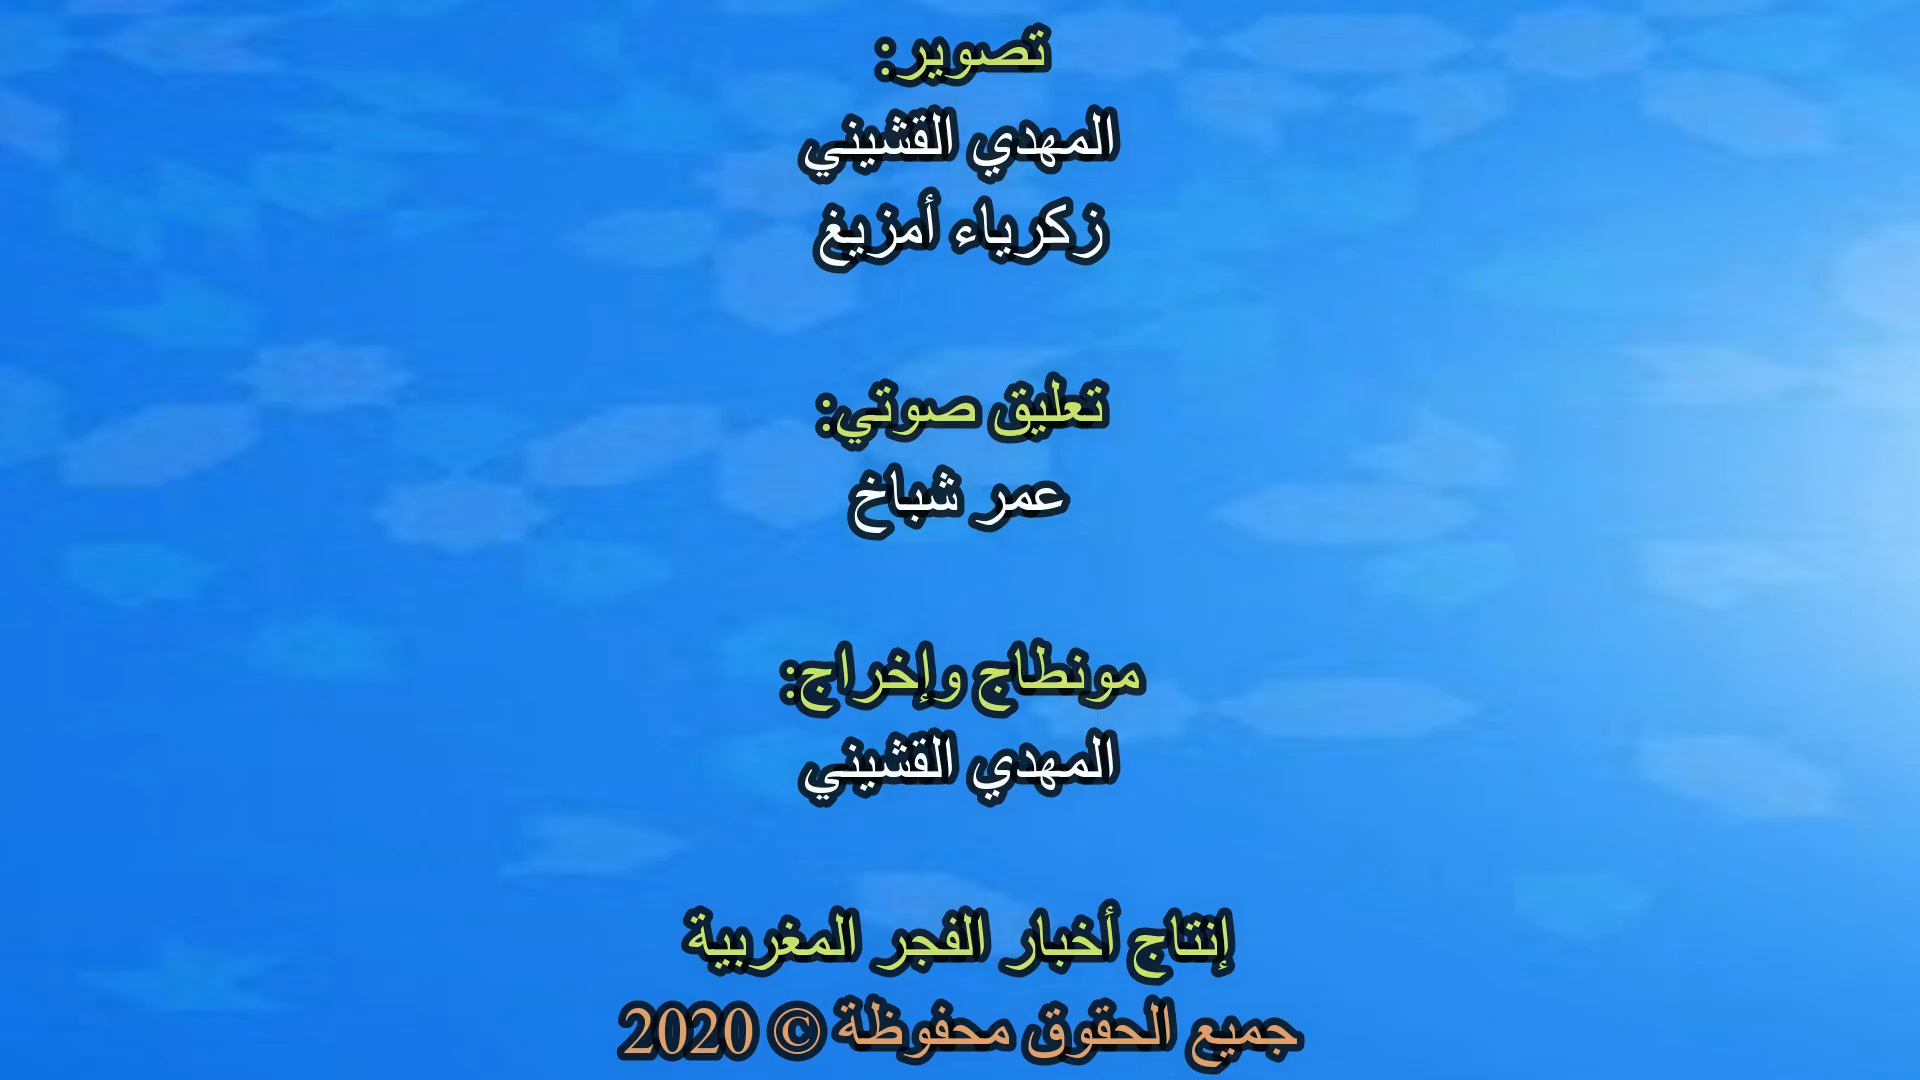 تصوير:
المهدي القشيني
زكرياء أمزيغ
تعليق صوتي:
عمر شباخ
مونطاج وإخراج:
المهدي القشيني
إنتاج أخبار الفجر المغربية
جميع الحقوق محفوظة © 2020